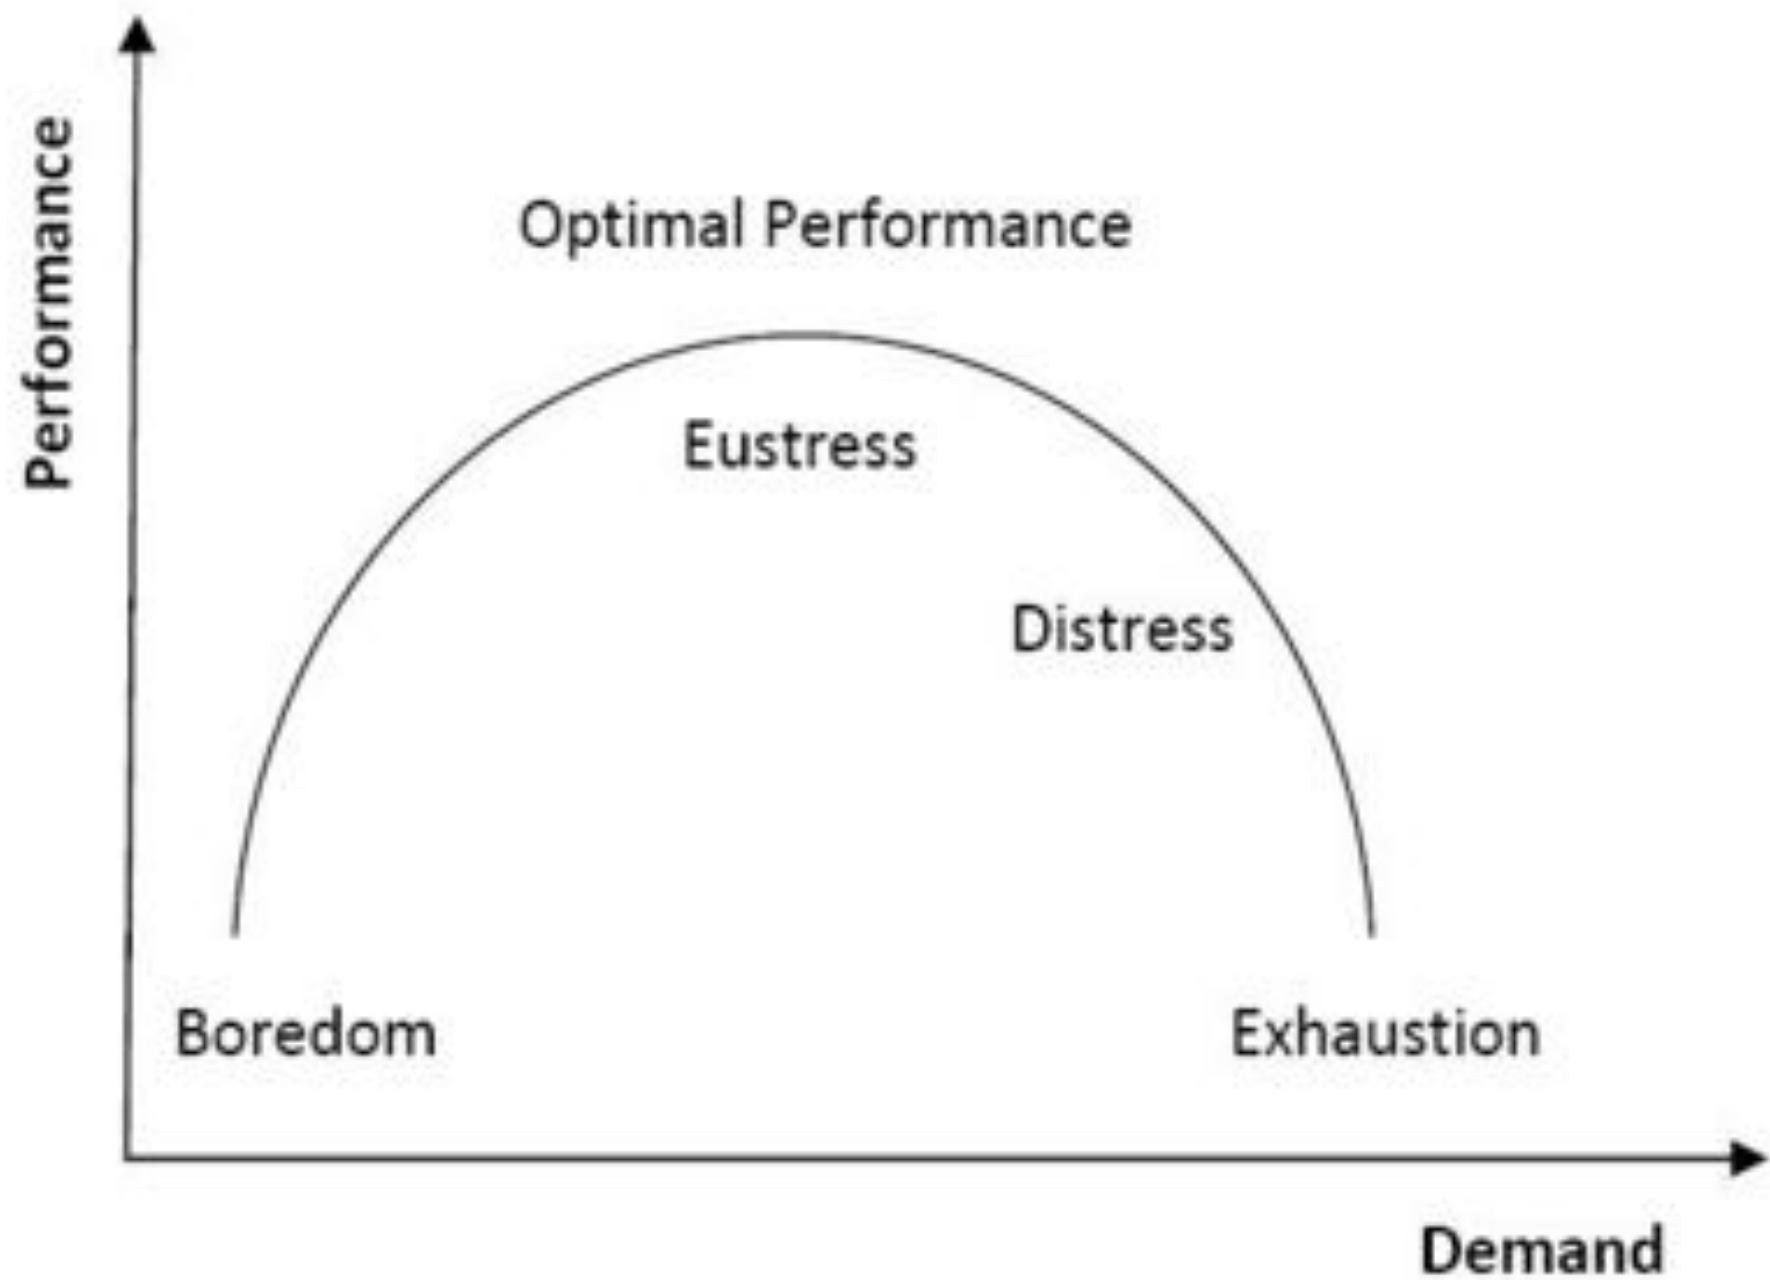 Performance
Optimal Performance
Eustress
Distress
Boredom
Exhaustion
Demand